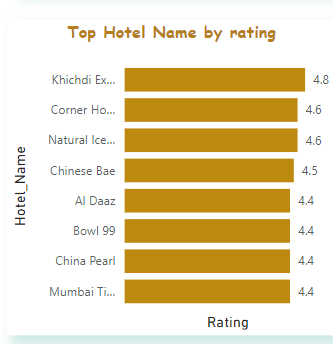 Top Hotel Name by rating
Hotel_Name
Khichdi Ex... 4.8
Corner Ho... 4.6
Natural Ice... 4.6
Chinese Bae 4.5
Al Daaz 4.4
Bowl 99 4.4
China Pearl 4.4
Mumbai Ti... 4.4
Rating